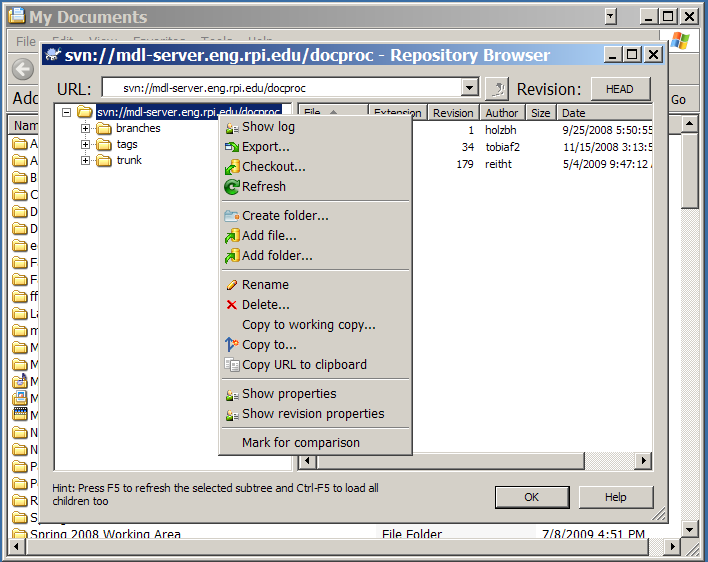 My Documents
File Edit View Favorites Tools Help
svn://mdl-server.eng.rpi.edu/docproc - Repository Browser
URL: svn://mdl-server.eng.rpi.edu/docproc Revision: HEAD
Go
svn://mdl-server.eng.rpi.edu/docproc
File Extension Revision Author Size Date
branches
1 holzbh 9/25/2008 5:50:55
tags
34 tobiaf2 11/15/2008 3:13:5
trunk
179 reitht 5/4/2009 9:47:12
Show log
Export...
Checkout...
Refresh
Create folder...
Add file...
Add folder...
Rename
Delete...
Copy to working copy...
Copy to...
Copy URL to clipboard
Show properties
Show revision properties
Mark for comparison
Hint: Press F5 to refresh the selected subtree and Ctrl-F5 to load all
children too
OK Help
Spring 2008 Working Area File Folder 7/8/2009 4:51 PM